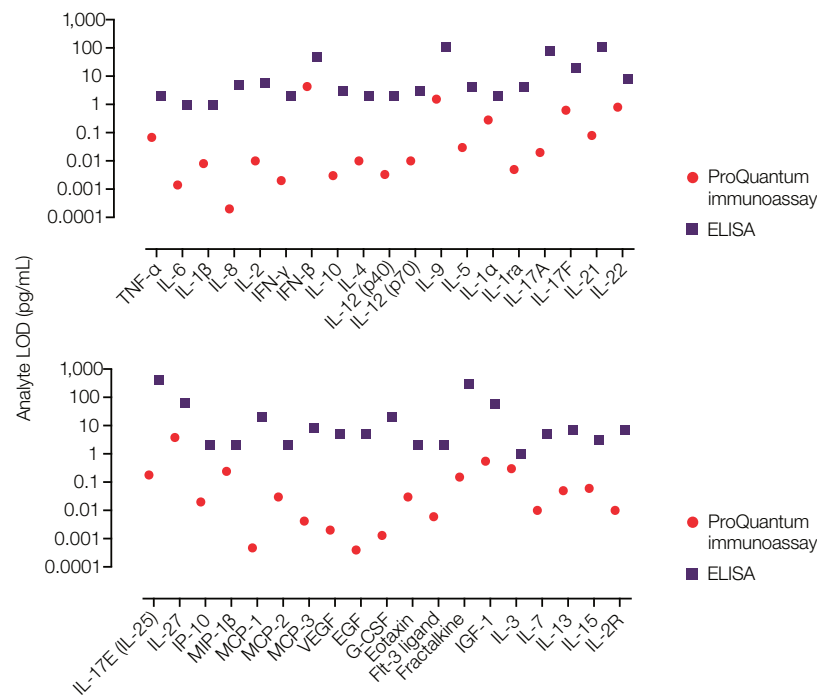 1,000
100
10
1
0.1
0.01
0.001
0.0001
TNF-α
IL-6
IL-1β
IL-8
IL-2
IFN-γ
IFN-β
IL-10
IL-4
IL-12 (p40)
IL-12 (p70)
IL-9
IL-5
IL-1α
IL-1ra
IL-17A
IL-17F
IL-21
IL-22
ProQuantum
immunoassay
ELISA
Analyte LOD (pg/mL)
1,000
100
10
1
0.1
0.01
0.001
0.0001
IL-17E (IL-25)
IL-27
IP-10
MIP-1β
MCP-1
MCP-2
MCP-3
VEGF
EGF
G-CSF
Eotaxin
Flt-3 ligand
Fractalkine
IGF-1
IL-3
IL-7
IL-13
IL-15
IL-2R
ProQuantum
immunoassay
ELISA